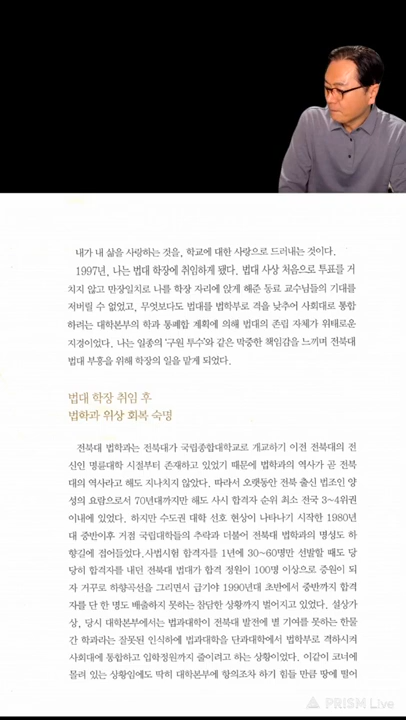 내가 내 삶을 사랑하는 것을, 학교에 대한 사랑으로 드러내는 것이다.
1997년, 나는 법대 학장에 취임하게 됐다. 법대 사상 처음으로 투표를 거
치지 않고 만장일치로 나를 학장 자리에 앉게 해준 동료 교수님들의 기대를
저버릴 수 없었고, 무엇보다도 법대를 법학부로 격을 낮추어 사회대로 통합
하려는 대학본부의 학과 통폐합 계획에 의해 법대의 존립 자체가 위태로운
지경이었다. 나는 일종의 '구원 투수'와 같은 막중한 책임감을 느끼며 전북대
법대 부흥을 위해 학장의 일을 맡게 되었다.
법대 학장 취임 후
법학과 위상 회복 숙명
전북대 법학과는 전북대가 국립종합대학교로 개교하기 이전 전북대의 전
신인 명륜대학 시절부터 존재하고 있었기 때문에 법학과의 역사가 곧 전북
대의 역사라고 해도 지나치지 않았다. 따라서 오랫동안 전북 출신 법조인 양
성의 요람으로서 70년대까지만 해도 사시 합격자 순위 최소 전국 3~4위권
이내에 있었다. 하지만 수도권 대학 선호 현상이 나타나기 시작한 1980년
대 중반이후 거점 국립대학들의 추락과 더불어 전북대 법학과의 명성도 하
향길에 접어들었다. 사법시험 합격자를 1년에 30~60명만 선발할 때도 당
당히 합격자를 내던 전북대 법대가 합격 정원이 100명 이상으로 증원이 되
자 거꾸로 하향곡선을 그리면서 급기야 1990년대 초반에서 중반까지 합격
자를 단 한 명도 배출하지 못하는 참담한 상황까지 벌어지고 있었다. 설상가
상, 당시 대학본부에서는 법과대학이 전북대 발전에 별 기여를 못하는 한물
간 학과라는 잘못된 인식하에 법과대학을 단과대학에서 법학부로 격하시켜
사회대에 통합하고 입학정원까지 줄이려고 하는 상황이었다. 이같이 코너에
몰려 있는 상황임에도 딱히 대학본부에 항의조차 하기 힘들 만큼 땅에 떨어
PRISM Live